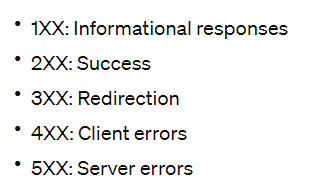 • 1XX: Informational responses
• 2XX: Success
• 3XX: Redirection
• 4XX: Client errors
• 5XX: Server errors